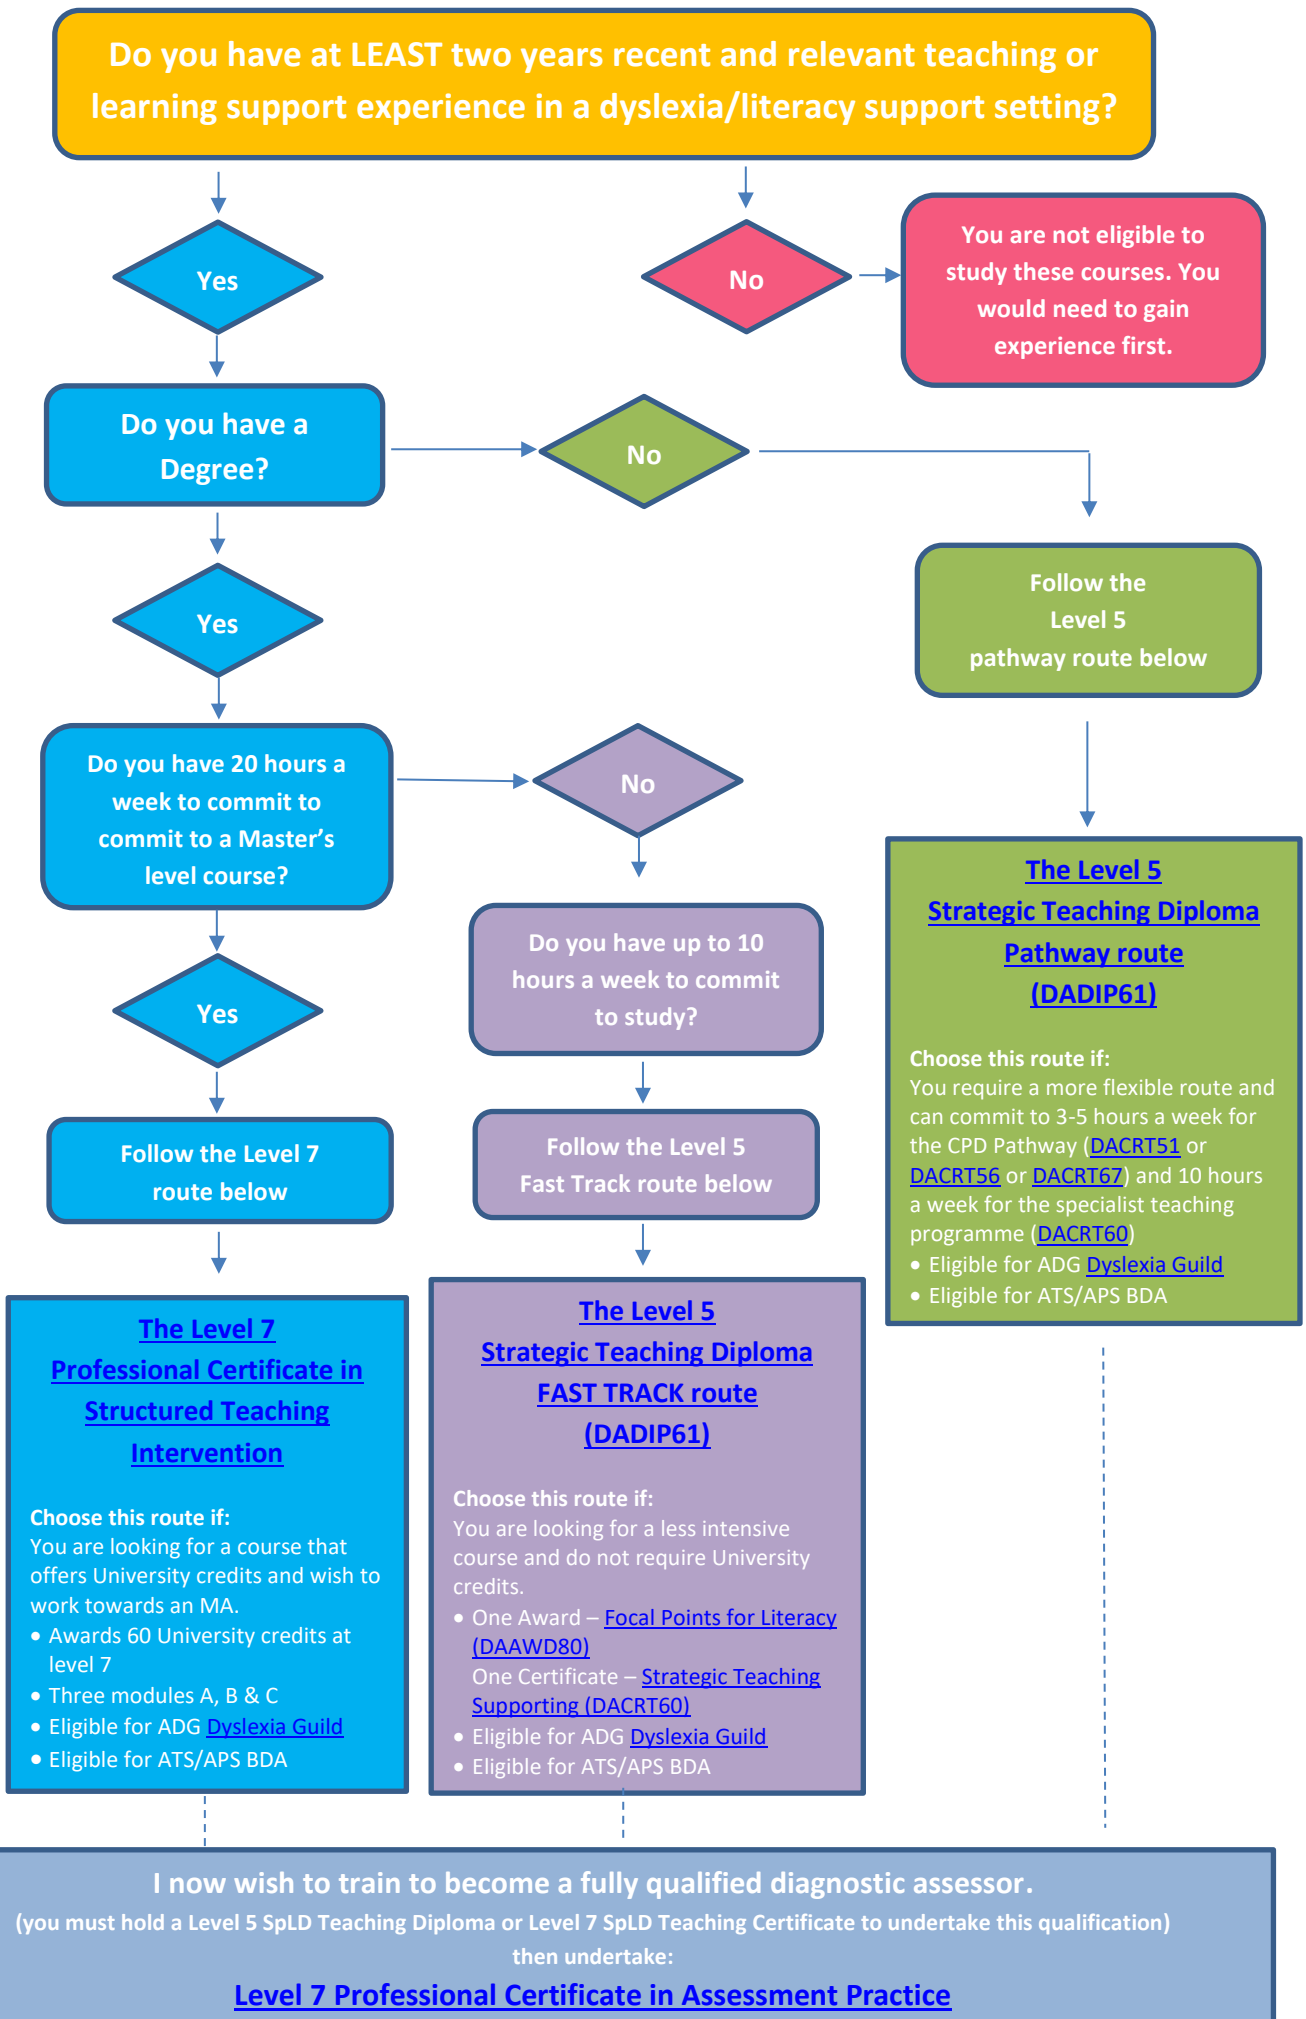 Do you have at LEAST two years recent and relevant teaching or
learning support experience in a dyslexia/literacy support setting?
Yes
No
You are not eligible to
study these courses. You
would need to gain
experience first.
Do you have a
Degree?
No
Yes
Follow the
Level 5
pathway route below
Do you have 20 hours a
week to commit to
commit to a Master’s
level course?
No
Yes
Do you have up to 10
hours a week to commit
to study?
Follow the Level 7
route below
Follow the Level 5
Fast Track route below
The Level 5
Strategic Teaching Diploma
Pathway route
(DADIP61)
Choose this route if:
You require a more flexible route and
can commit to 3-5 hours a week for
the CPD Pathway (DACRT51 or
DACRT56 or DACRT67) and 10 hours
a week for the specialist teaching
programme (DACRT60)
• Eligible for ADG Dyslexia Guild
• Eligible for ATS/APS BDA
The Level 7
Professional Certificate in
Structured Teaching
Intervention
Choose this route if:
You are looking for a course that
offers University credits and wish to
work towards an MA.
• Awards 60 University credits at
level 7
• Three modules A, B & C
• Eligible for ADG Dyslexia Guild
• Eligible for ATS/APS BDA
The Level 5
Strategic Teaching Diploma
FAST TRACK route
(DADIP61)
Choose this route if:
You are looking for a less intensive
course and do not require University
credits.
• One Award – Focal Points for Literacy
(DAAWD80)
One Certificate – Strategic Teaching
Supporting (DACRT60)
• Eligible for ADG Dyslexia Guild
• Eligible for ATS/APS BDA
I now wish to train to become a fully qualified diagnostic assessor.
(you must hold a Level 5 SpLD Teaching Diploma or Level 7 SpLD Teaching Certificate to undertake this qualification)
then undertake:
Level 7 Professional Certificate in Assessment Practice